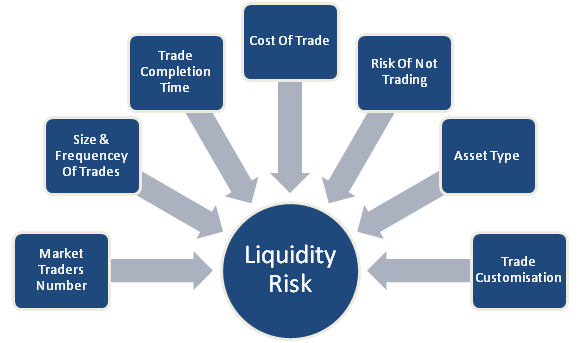 Cost Of Trade
Trade
Completion
Time
Risk Of Not
Trading
Size &
Frequencey
Of Trades
Asset Type
Market
Traders
Number
Liquidity
Risk
Trade
Customisation